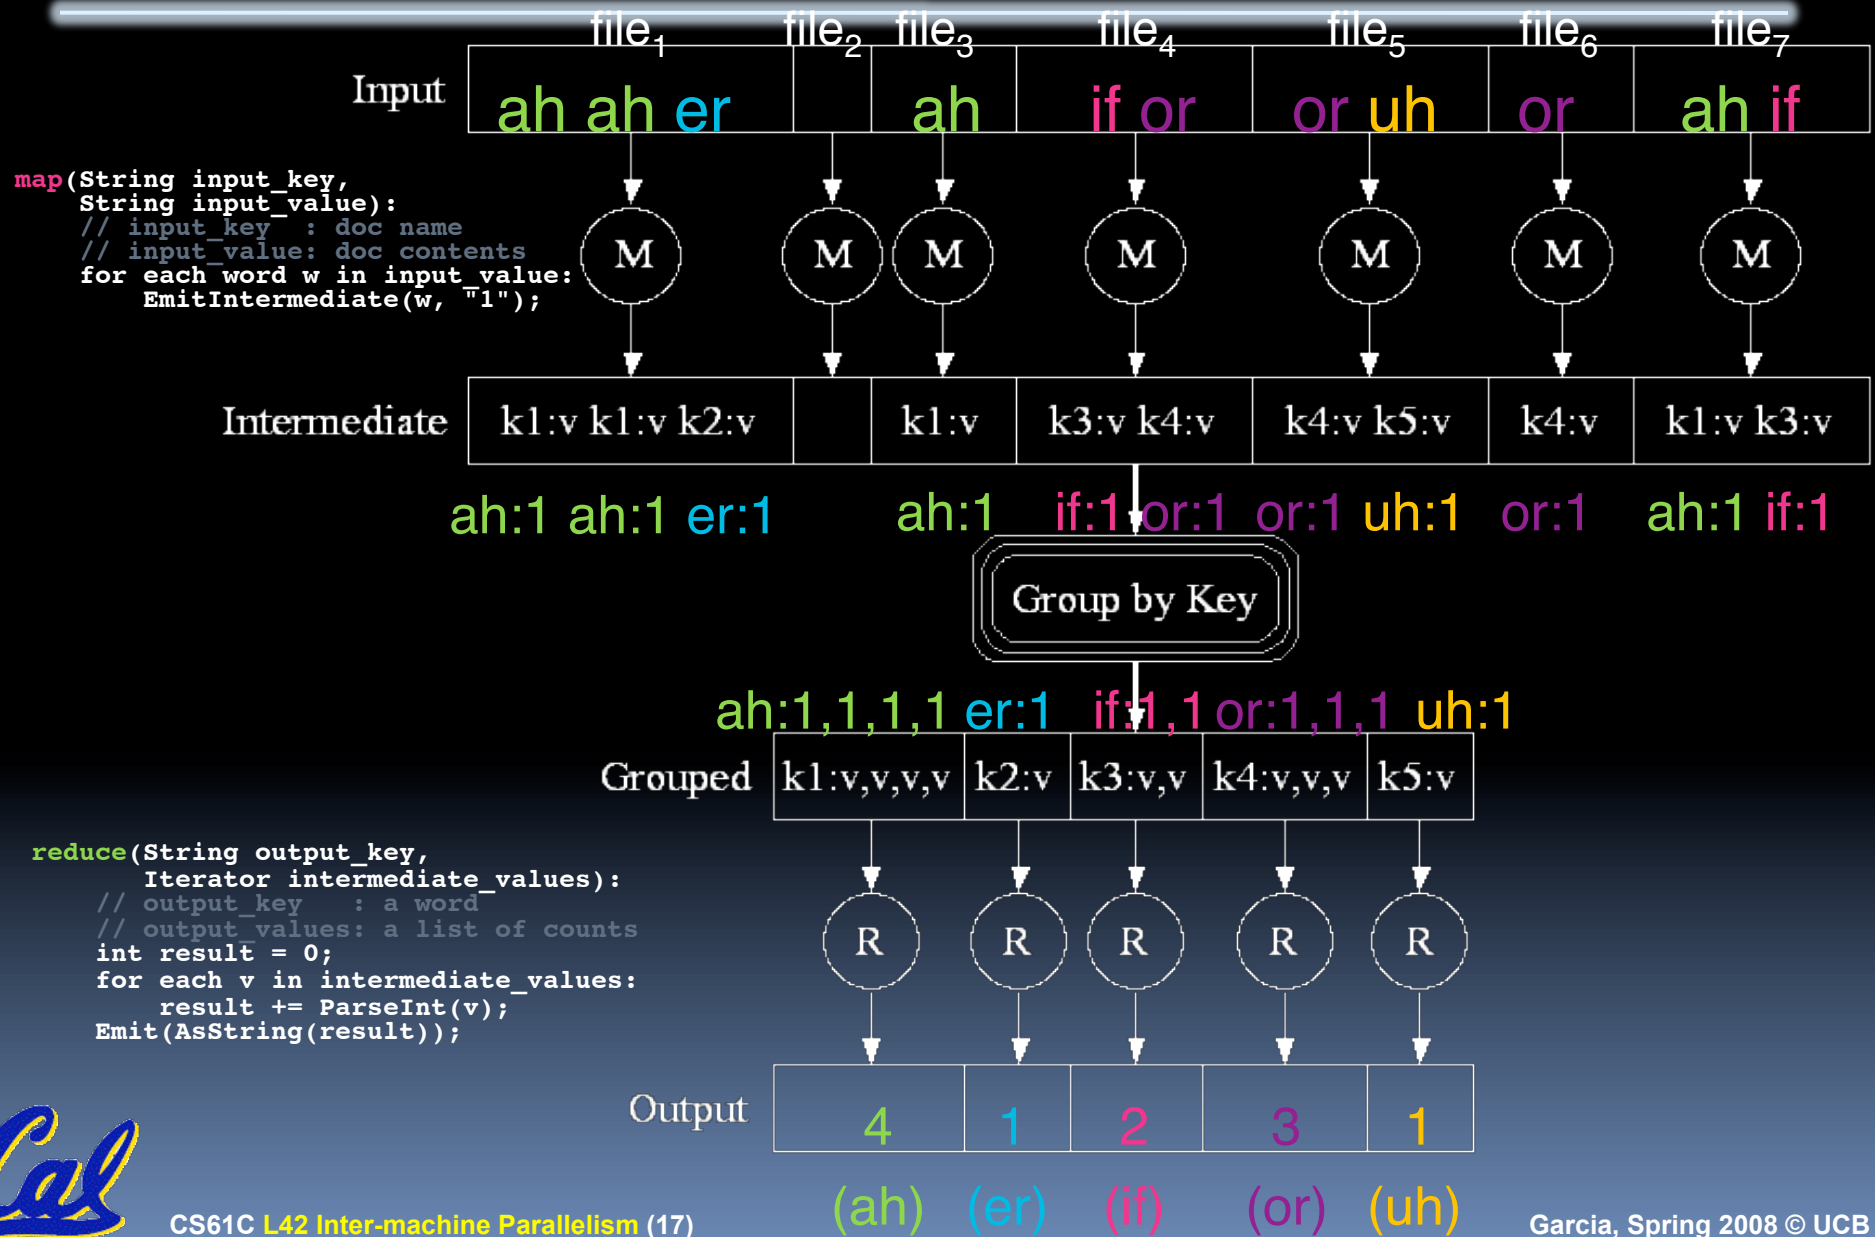 file1 file2 file3 file4 file5 file6 file7
Input ah ah er ah if or or uh or ah if
map(String input_key,
String input_value):
// input_key : doc name
// input_value: doc contents
for each word w in input_value:
EmitIntermediate(w, "1");
M M M M M M M
Intermediate k1:v k1:v k2:v k1:v k3:v k4:v k4:v k5:v k4:v k1:v k3:v
ah:1 ah:1 er:1 ah:1 if:1 or:1 or:1 uh:1 or:1 ah:1 if:1
Group by Key
ah:1,1,1,1 er:1 if:1,1 or:1,1,1 uh:1
Grouped k1:v,v,v,v k2:v k3:v,v k4:v,v,v k5:v
reduce(String output_key,
Iterator intermediate_values):
// output_key : a word
// output_values: a list of counts
int result = 0;
for each v in intermediate_values:
result += ParseInt(v);
Emit(AsString(result));
R R R R R
Output 4 1 2 3 1
(ah) (er) (if) (or) (uh)
Cal
CS61C L42 Inter-machine Parallelism (17)
Garcia, Spring 2008 © UCB